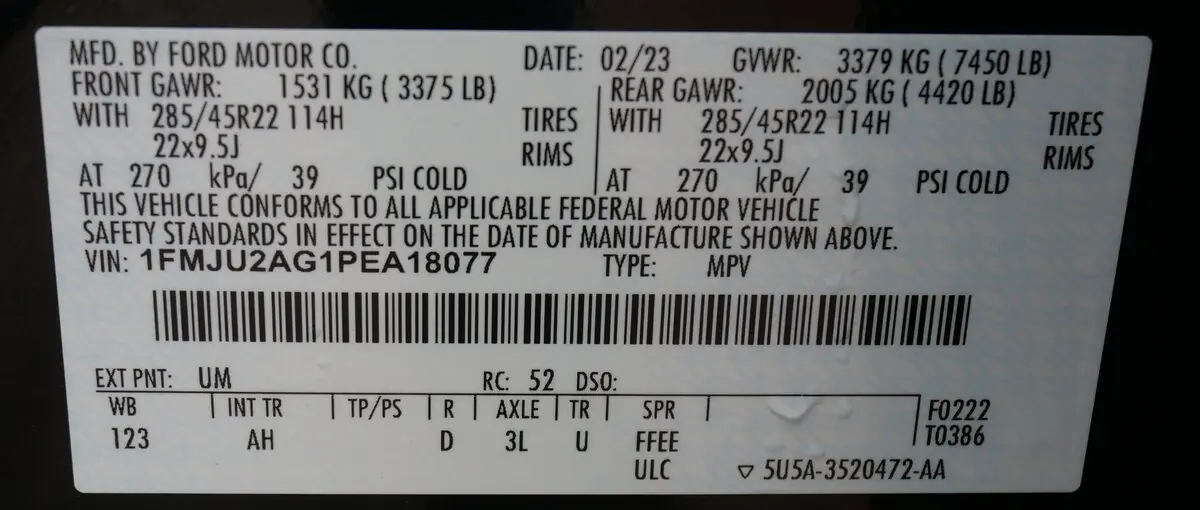 MFD. BY FORD MOTOR CO. DATE: 02/23 GVWR: 3379 KG ( 7450 LB)
FRONT GAWR: 1531 KG ( 3375 LB) REAR GAWR: 2005 KG ( 4420 LB)
WITH 285/45R22 114H TIRES WITH 285/45R22 114H TIRES
22x9.5J RIMS 22x9.5J RIMS
AT 270 kPa/ 39 PSI COLD AT 270 kPa/ 39 PSI COLD
THIS VEHICLE CONFORMS TO ALL APPLICABLE FEDERAL MOTOR VEHICLE
SAFETY STANDARDS IN EFFECT ON THE DATE OF MANUFACTURE SHOWN ABOVE.
VIN: 1FMJU2AG1PEA18077 TYPE: MPV
EXT PNT: UM RC: 52 DSO:
WB INT TR TP/PS R AXLE TR SPR F0222
123 AH D 3L U FFEE T0386
ULC ▽ 5U5A-3520472-AA